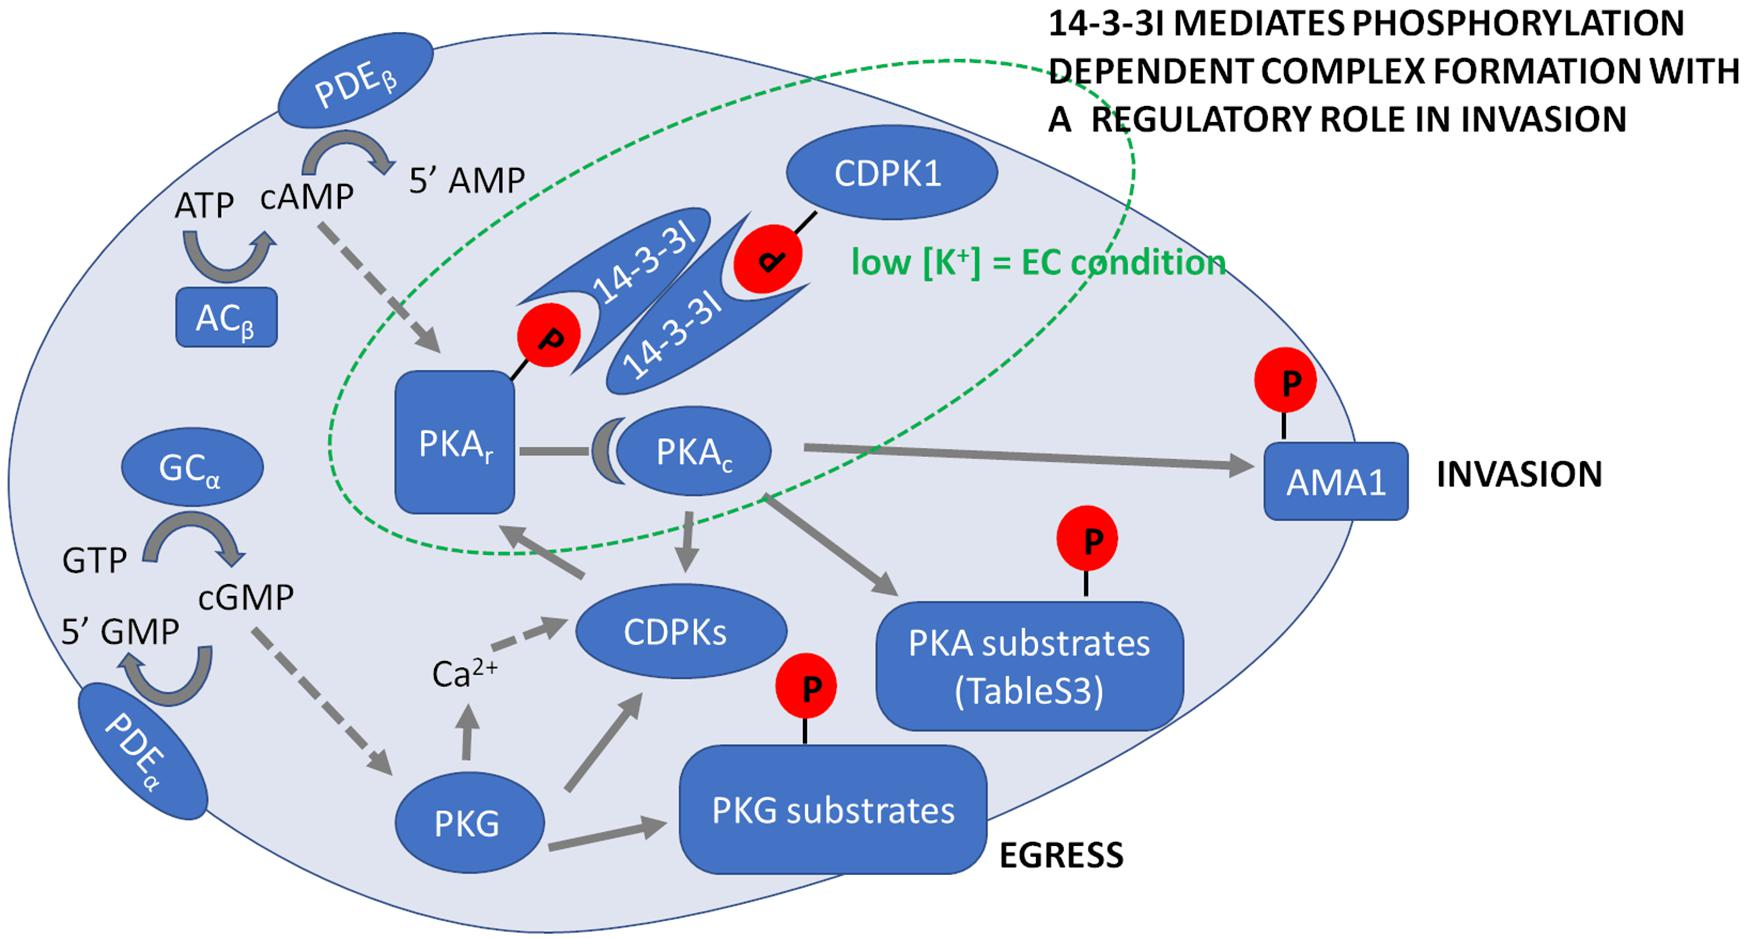 14-3-3I MEDIATES PHOSPHORYLATION
DEPENDENT COMPLEX FORMATION WITH
A REGULATORY ROLE IN INVASION
PDEβ
5’ AMP
cAMP
ATP
ACβ
CDPK1
P
14-3-3I
14-3-3I
P
low [K⁺] = EC condition
PKAr
PKAc
P
AMA1
INVASION
GCα
GTP
cGMP
5’ GMP
PDEα
Ca²⁺
CDPKs
P
PKA substrates
(TableS3)
P
PKG
PKG substrates
EGRESS